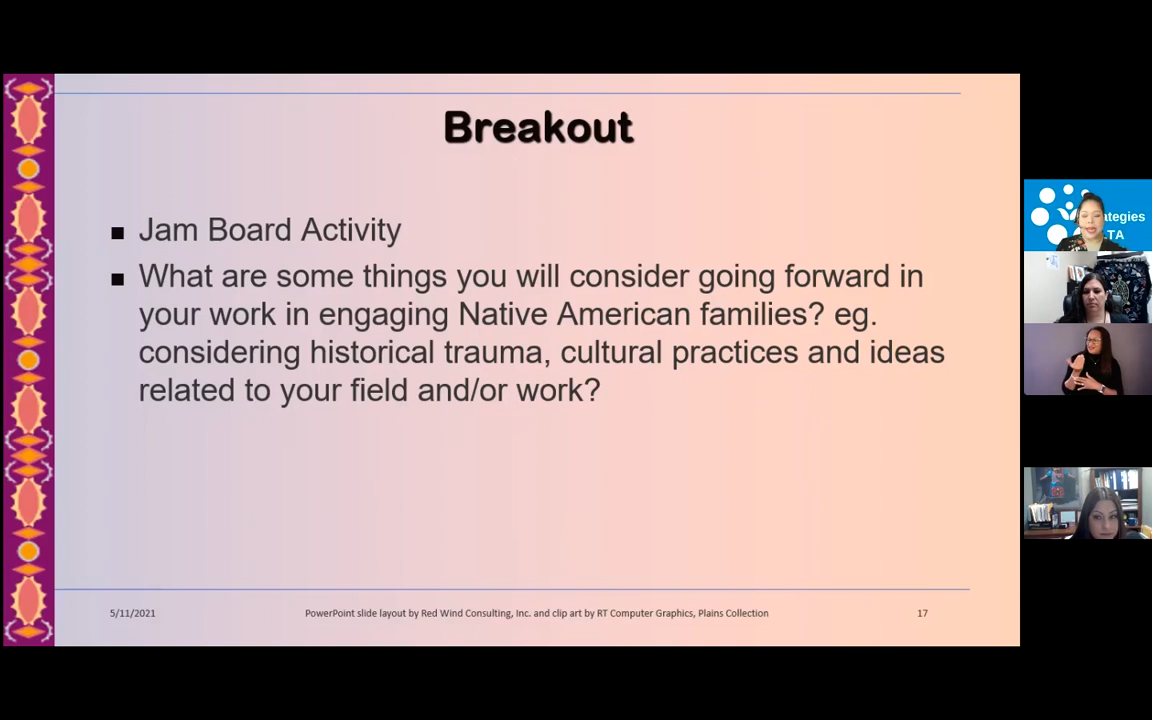 Breakout
■ Jam Board Activity
■ What are some things you will consider going forward in
your work in engaging Native American families? eg.
considering historical trauma, cultural practices and ideas
related to your field and/or work?
5/11/2021
PowerPoint slide layout by Red Wind Consulting, Inc. and clip art by RT Computer Graphics, Plains Collection
17